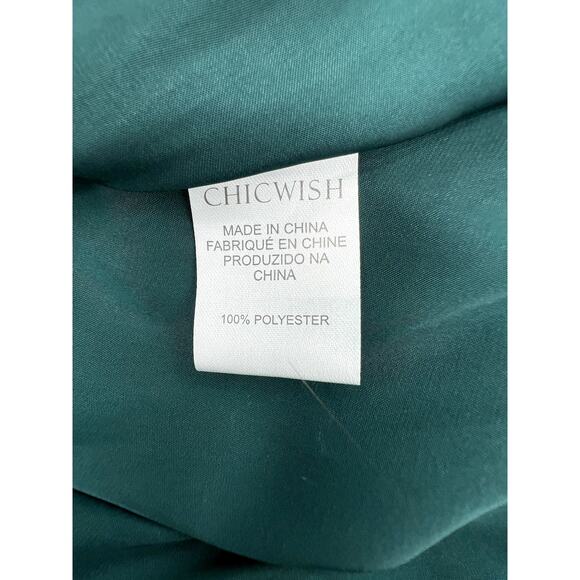 CHICWISH
MADE IN CHINA
FABRIQUÉ EN CHINE
PRODUZIDO NA
CHINA
100% POLYESTER